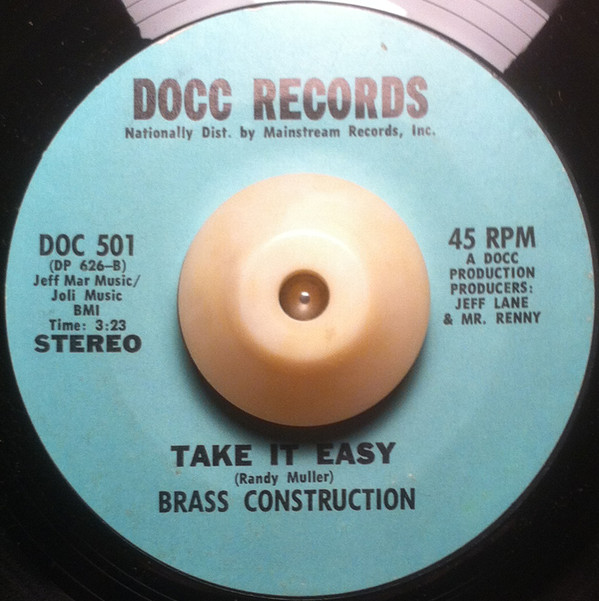 DOCC RECORDS
Nationally Dist. by Mainstream Records, Inc.
DOC 501
(DP 626-B)
Jeff Mar Music/
Joli Music
BMI
Time: 3:23
STEREO
45 RPM
A DOCC
PRODUCTION
PRODUCERS:
JEFF LANE
& MR. RENNY
TAKE IT EASY
(Randy Muller)
BRASS CONSTRUCTION